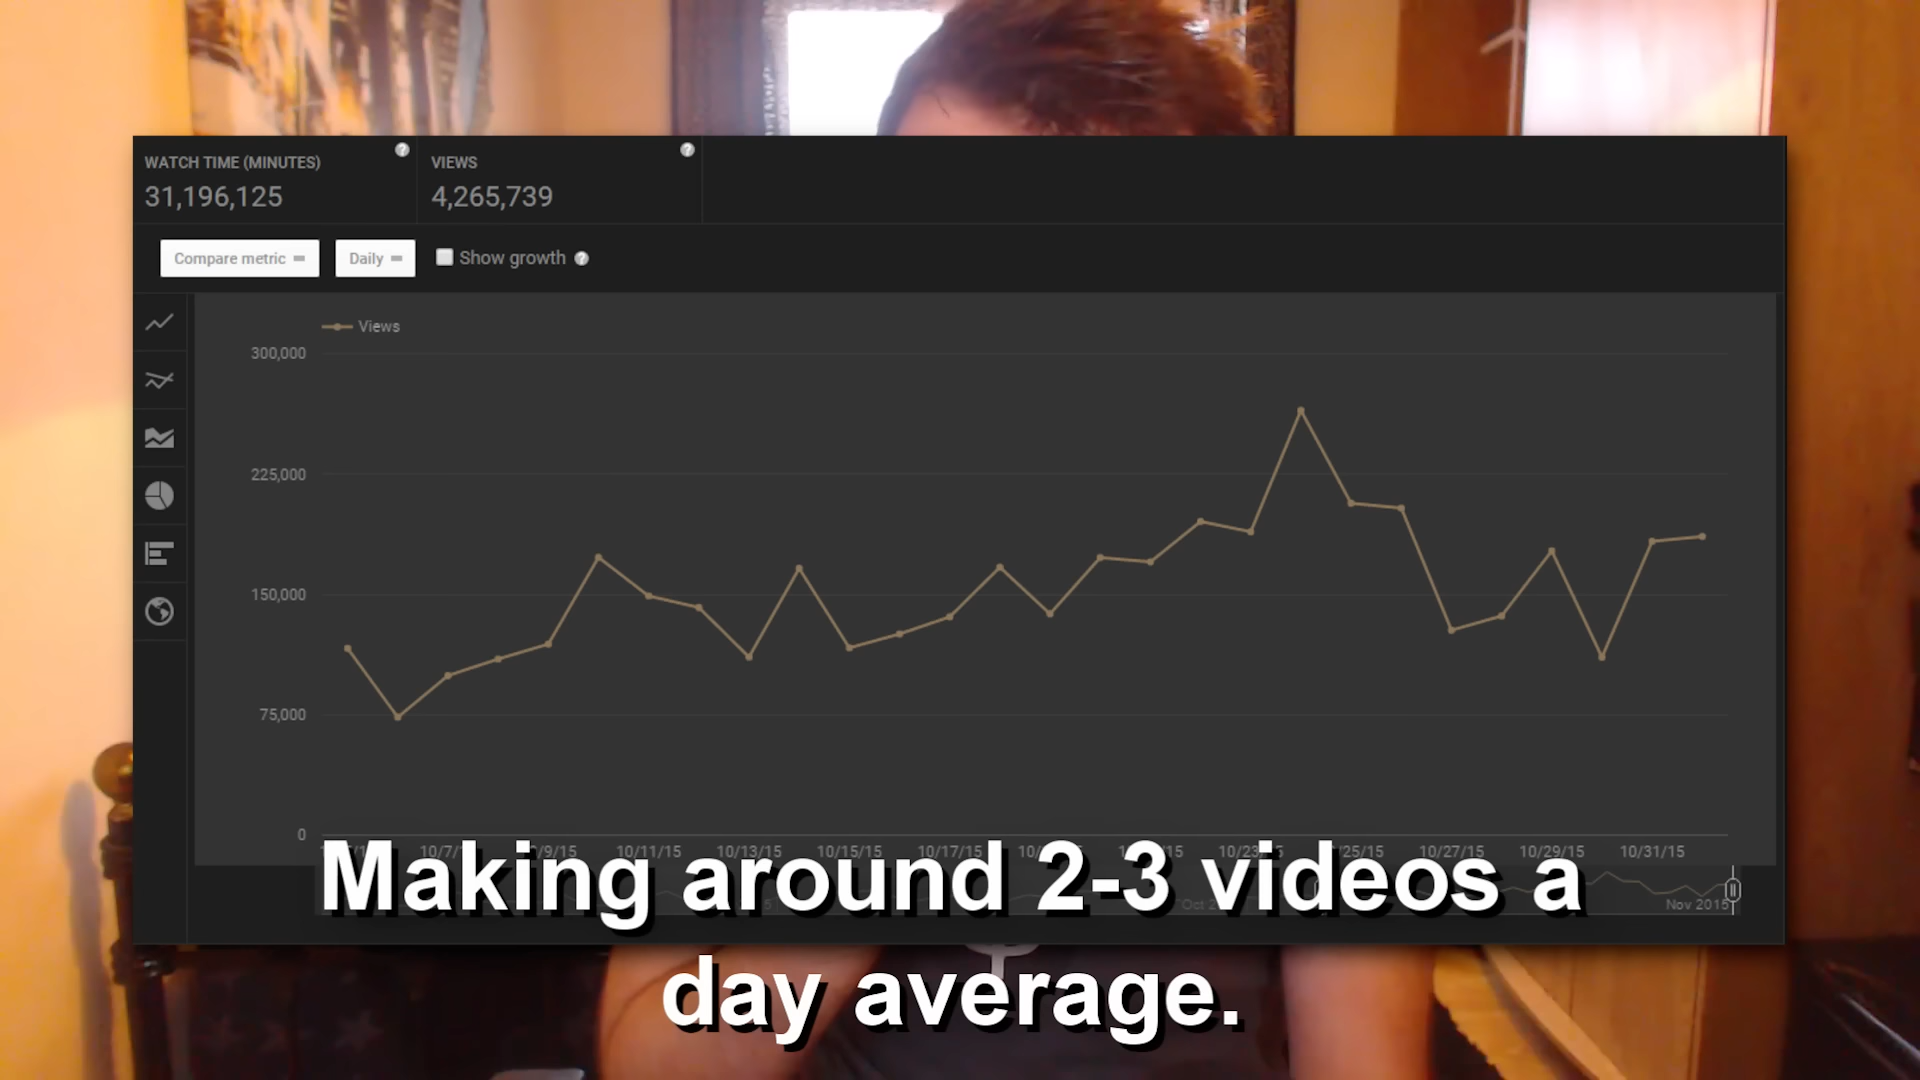 WATCH TIME (MINUTES)
VIEWS
31,196,125
4,265,739
Compare metric
Daily
Show growth
Views
300,000
225,000
150,000
75,000
0
10/11/15 10/13/15 10/15/15 10/17/15 10/27/15 10/29/15 10/31/15
Making around 2-3 videos a
Nov 2015
day average.